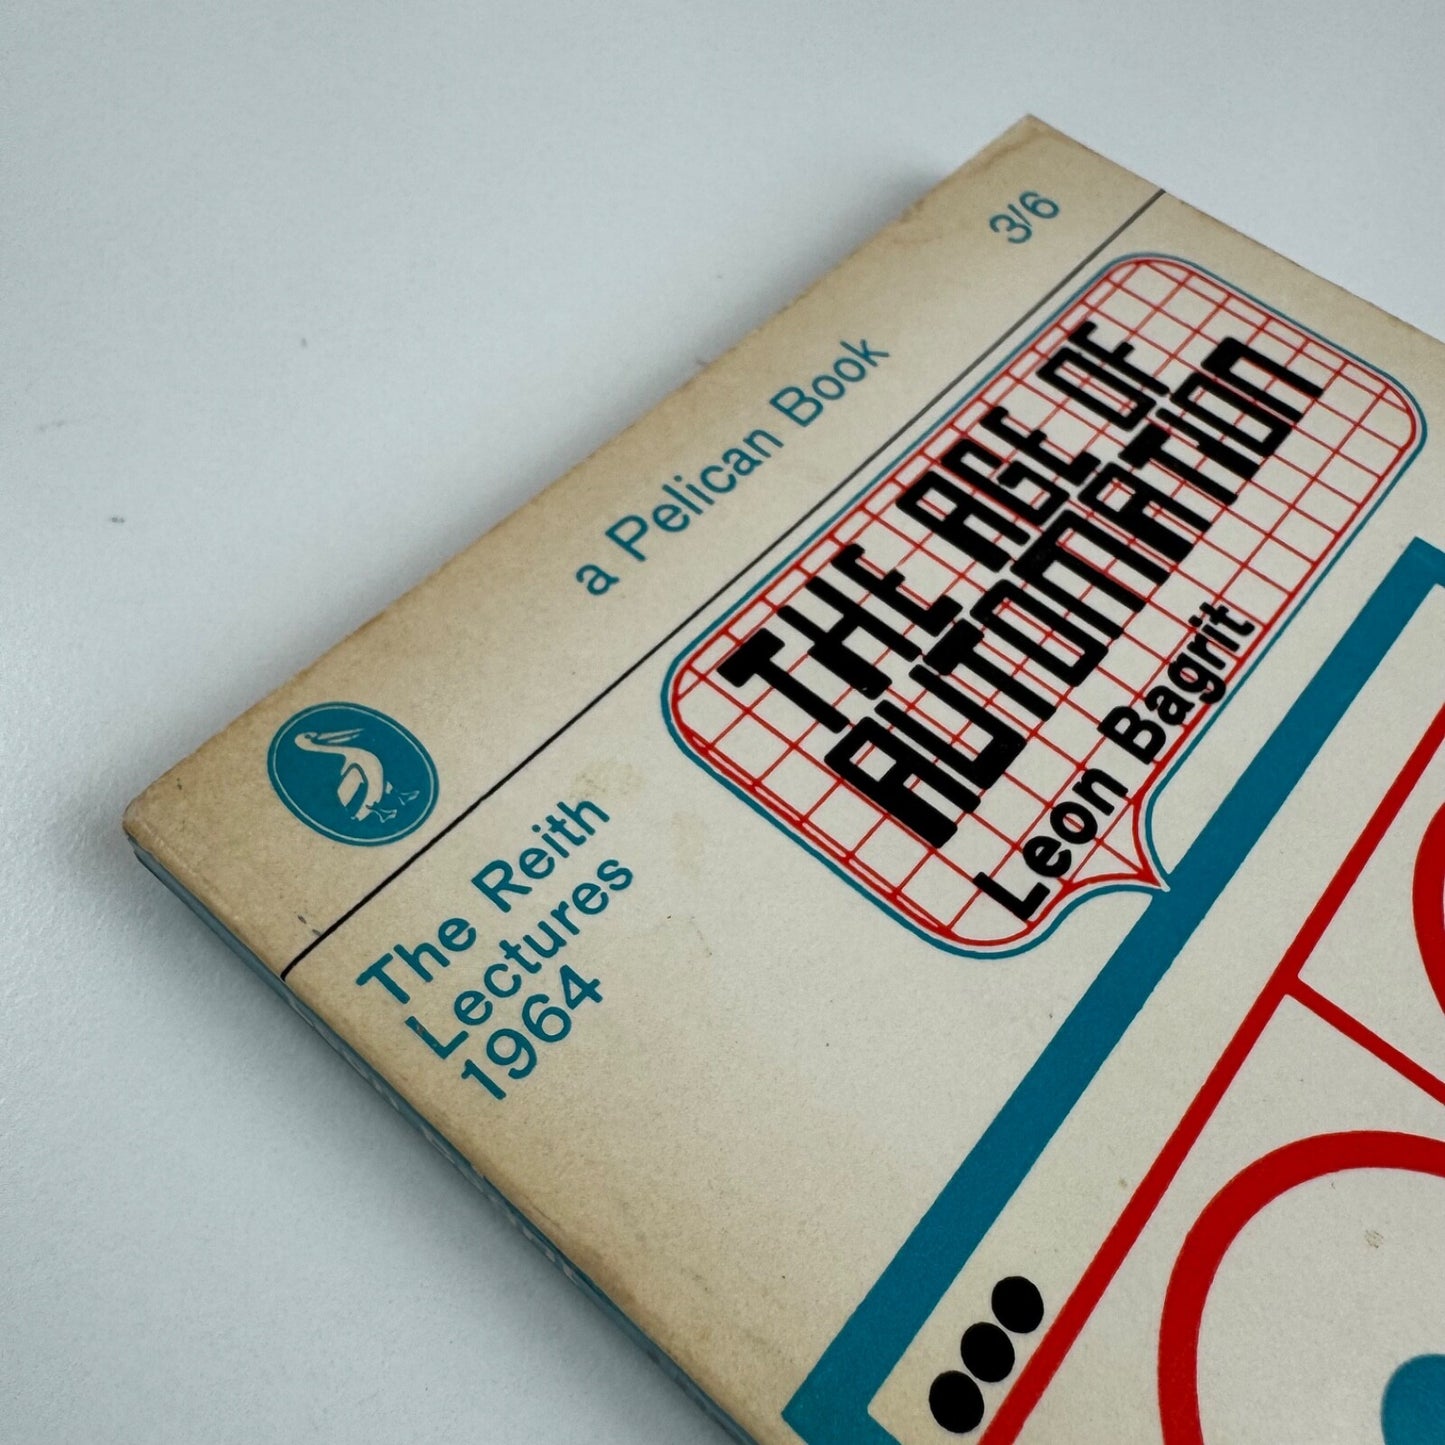 a Pelican Book 3/6
THE AGE OF
AUTOMATION
Leon Bagrit
The Reith
Lectures
1964